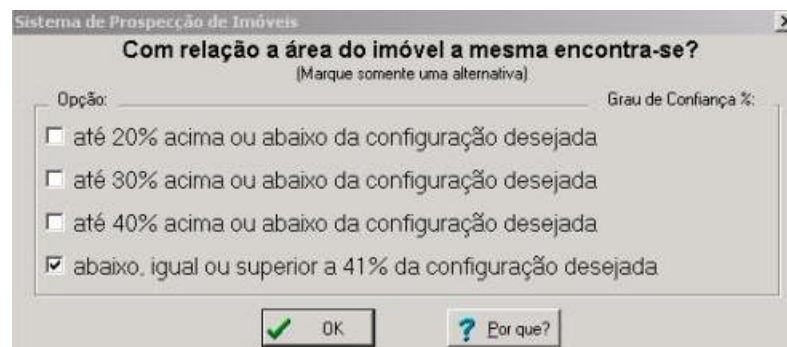 Sistema de Prospecção de Imóveis
Com relação a área do imóvel a mesma encontra-se?
(Marque somente uma alternativa)
Opção: Grau de Confiança %:
até 20% acima ou abaixo da configuração desejada
até 30% acima ou abaixo da configuração desejada
até 40% acima ou abaixo da configuração desejada
abaixo, igual ou superior a 41% da configuração desejada
OK Por que?